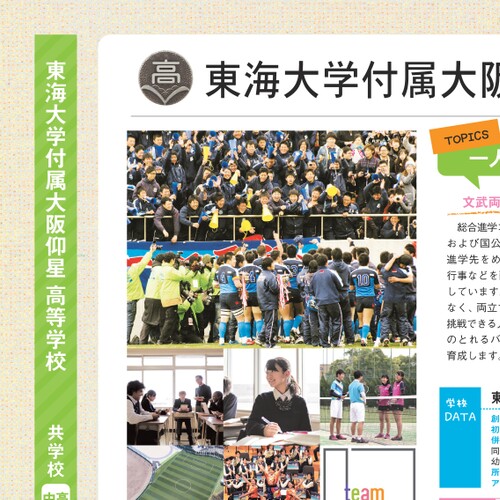 東海大学付属大阪仰星 高等学校
共学校
中高
高
東海大学付属大阪
TOPICS
一人
文武両
総合進学
および国公
進学先をめ
行事などを
しています
なく、両立
挑戦できる
のとれるバ
育成します
学校
DATA
東
創
初
併
同
幼
所
ア
10
team